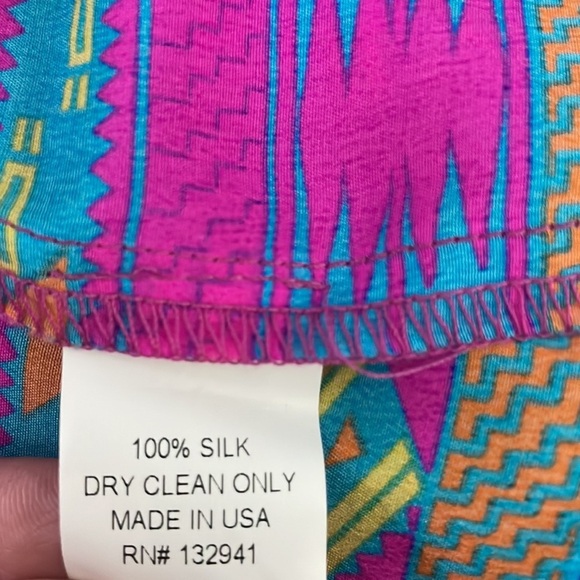 100% SILK
DRY CLEAN ONLY
MADE IN USA
RN# 132941